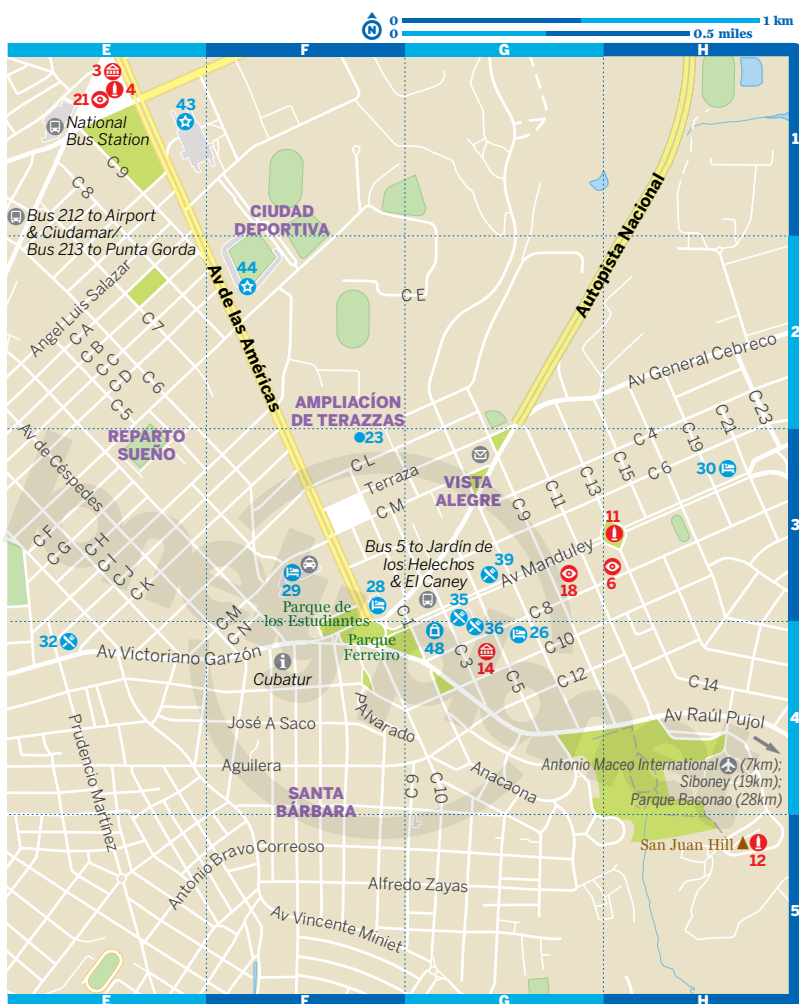 N
0
1 km
0
0.5 miles
E
F
G
H
3
4
21
43
National
Bus Station
1
C 9
C 8
Bus 212 to Airport
& Ciudamar/
Bus 213 to Punta Gorda
CIUDAD
DEPORTIVA
Autopista Nacional
44
Av de las Américas
Angel Luis Salazar
C E
C 7
2
C A
C B
C C
C D
C 6
C 5
Av General Cebreco
C 23
C 21
C 19
AMPLIACÍON
DE TERAZZAS
23
REPARTO
SUEÑO
Av de Céspedes
C 4
C 6
C 15
C 13
C 11
C 9
30
C L
Terraza
C M
VISTA
ALEGRE
11
3
C F
C G
C H
C I
C J
C K
Bus 5 to Jardín de
los Helechos
& El Caney
39
Av Manduley
18
6
29
28
Parque de
los Estudiantes
C 1
35
36
C 8
26
C 10
C M
C N
32
Av Victoriano Garzón
Parque
Ferreiro
48
C 3
14
C 5
C 12
Cubatur
C 14
4
P Alvarado
Av Raúl Pujol
José A Saco
Prudencio Martínez
Aguilera
Anacaona
Antonio Maceo International (7km);
Siboney (19km);
Parque Baconao (28km)
C 9
C 10
SANTA
BÁRBARA
San Juan Hill
12
Antonio Bravo Correoso
Alfredo Zayas
5
Av Vincente Miniet
E
F
G
H
lonely planet